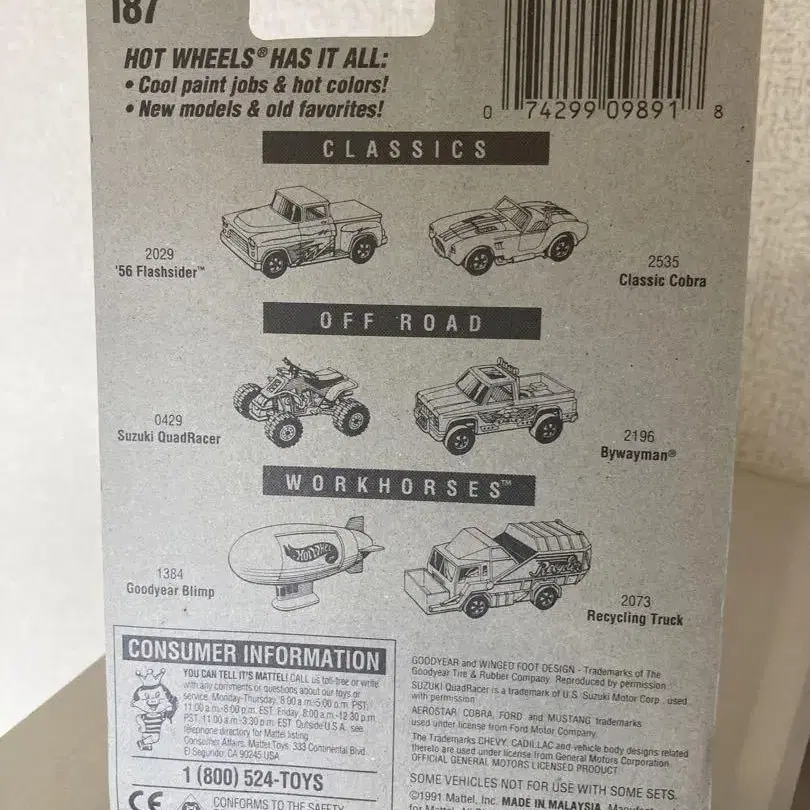 187
HOT WHEELS® HAS IT ALL:
• Cool paint jobs & hot colors!
• New models & old favorites!
0 74299 09891 8
CLASSICS
2029
'56 Flashsider™
2535
Classic Cobra
OFF ROAD
0429
Suzuki QuadRacer
2196
Bywayman®
WORKHORSES™
Hot Wheels
1384
Goodyear Blimp
Recycler
2073
Recycling Truck
CONSUMER INFORMATION
YOU CAN TELL IT'S MATTEL! CALL us toll-free or write
with any comments or questions about our toys or
service. Monday-Thursday, 8:00 a.m.-5:00 p.m. PST,
11:00 a.m.-8:00 p.m. EST. Friday, 8:00 a.m.-12:30 p.m.
PST, 11:00 a.m.-3:30 p.m. EST. Outside U.S.A. see
telephone directory for Mattel listing.
Consumer Affairs, Mattel Toys, 333 Continental Blvd.
El Segundo, CA 90245 USA
1 (800) 524-TOYS
CE
CONFORMS TO THE SAFETY
GOODYEAR and WINGED FOOT DESIGN - Trademarks of The
Goodyear Tire & Rubber Company. Reproduced by permission.
SUZUKI QuadRacer is a trademark of U.S. Suzuki Motor Corp., used
with permission.
AEROSTAR, COBRA, FORD and MUSTANG trademarks
used under license from Ford Motor Company.
The Trademarks CHEVY, CADILLAC and vehicle body designs related
thereto are used under license from General Motors Corporation.
OFFICIAL GENERAL MOTORS LICENSED PRODUCT
SOME VEHICLES NOT FOR USE WITH SOME SETS.
©1991 Mattel, Inc. MADE IN MALAYSIA.